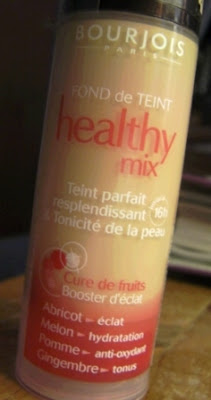 BOURJOIS
PARIS
FOND de TEINT
healthy
mix
Teint parfait
resplendissant 16h
& Tonicité de la peau
Cure de fruits
Booster d'éclat
Abricot éclat
Melon hydratation
Pomme anti-oxydant
Gingembre tonus